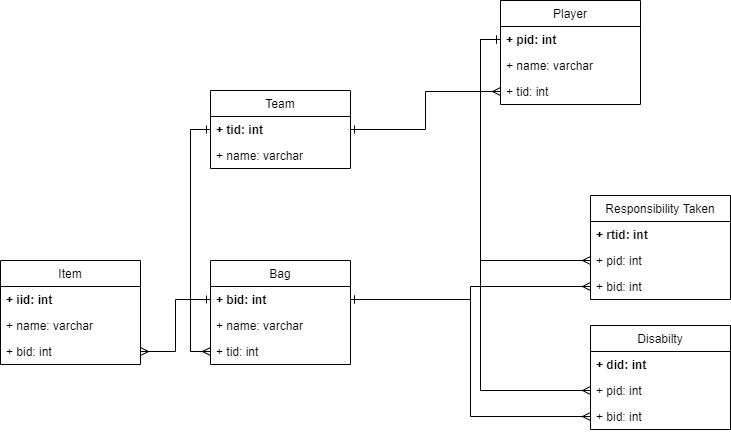 Player
+ pid: int
+ name: varchar
+ tid: int
Team
+ tid: int
+ name: varchar
Responsibility Taken
+ rtid: int
+ pid: int
+ bid: int
Item
+ iid: int
+ name: varchar
+ bid: int
Bag
+ bid: int
+ name: varchar
+ tid: int
Disabilty
+ did: int
+ pid: int
+ bid: int